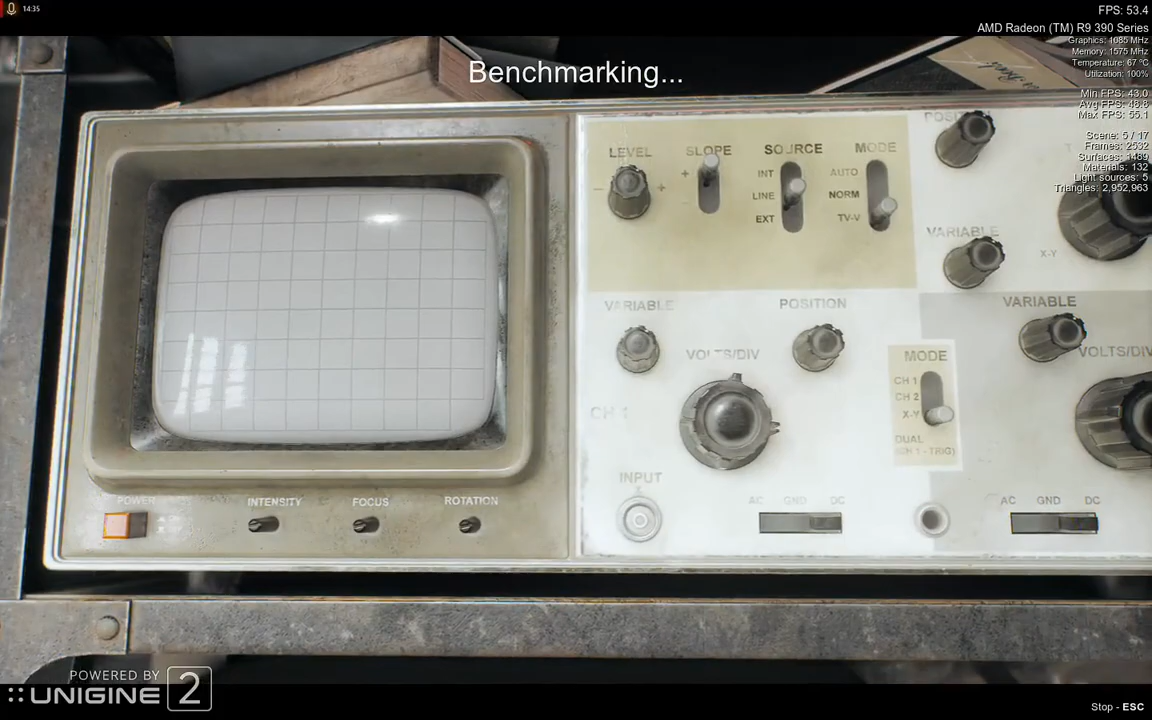 14:35
FPS: 53.4
AMD Radeon (TM) R9 390 Series
Graphics: 1085 MHz
Memory: 1575 MHz
Temperature: 67 °C
Utilization: 100%
Benchmarking...
Min FPS: 43.0
Avg FPS: 48.8
Max FPS: 55.1
Scene: 5 / 17
Frames: 2532
Surfaces: 1489
Materials: 132
Light sources: 5
Triangles: 2,952,963
LEVEL
- +
SLOPE
+
SOURCE
INT
LINE
EXT
MODE
AUTO
NORM
TV-V
VARIABLE
X-Y
VARIABLE
POSITION
VARIABLE
VOLTS/DIV
VOLTS/DIV
MODE
CH 1
CH 2
X-Y
DUAL
(CH 1 - TRIG)
CH 1
INPUT
AC GND DC
AC GND DC
POWER
INTENSITY
FOCUS
ROTATION
POWERED BY
UNIGINE 2
Stop - ESC